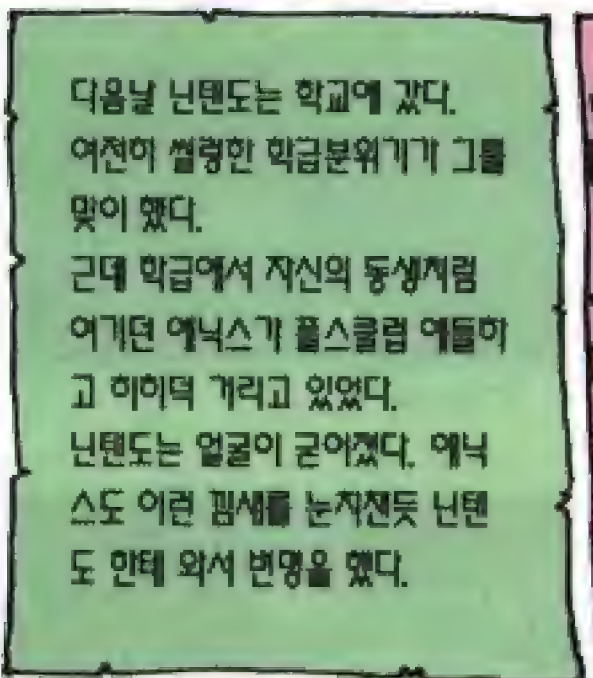 다음날 닌텐도는 학교에 갔다.
여전히 썰렁한 학급분위기가 그를
맞이 했다.
근데 학급에서 자신의 동생처럼
여기던 에닉스가 플스클럽 애들하
고 히히덕 거리고 있었다.
닌텐도는 얼굴이 굳어졌다. 에닉
스도 이런 낌새를 눈치챈듯 닌텐
도 한테 와서 변명을 했다.